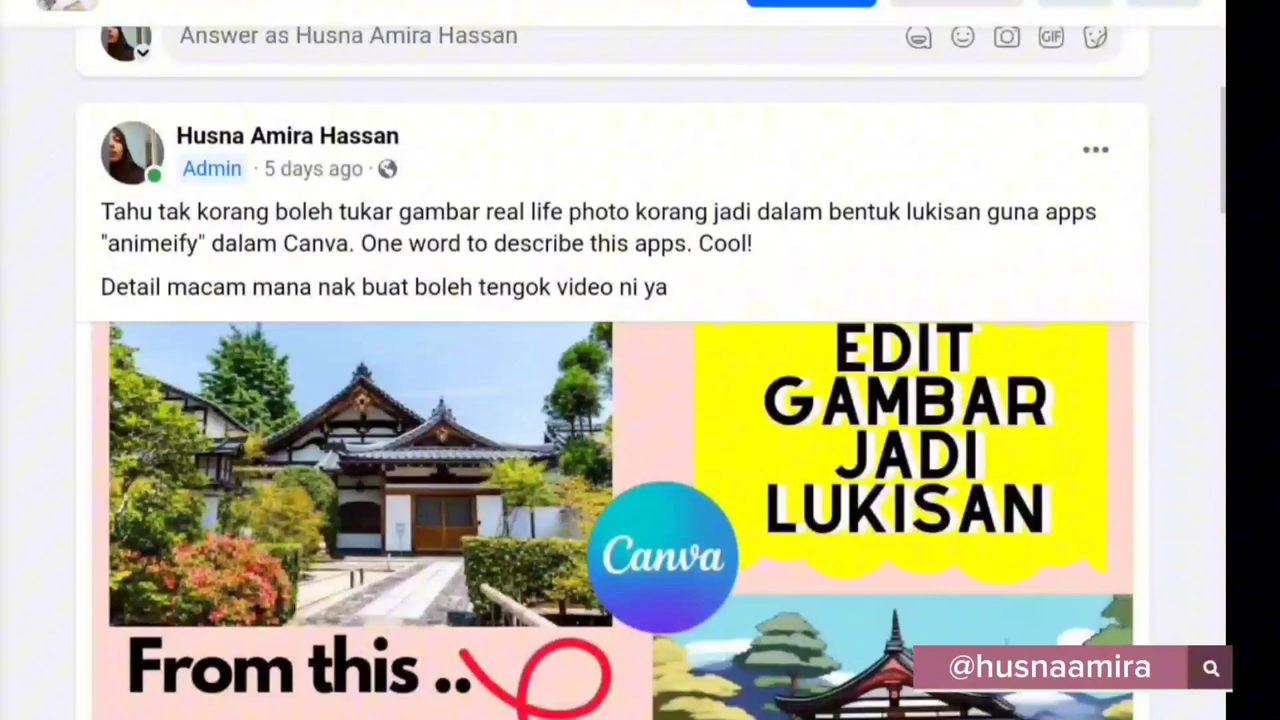 Answer as Husna Amira Hassan
GIF
Husna Amira Hassan
Admin · 5 days ago ·
Tahu tak korang boleh tukar gambar real life photo korang jadi dalam bentuk lukisan guna apps
"animeify" dalam Canva. One word to describe this apps. Cool!
Detail macam mana nak buat boleh tengok video ni ya
EDIT
GAMBAR
JADI
LUKISAN
Canva
From this ..
@husnaamira